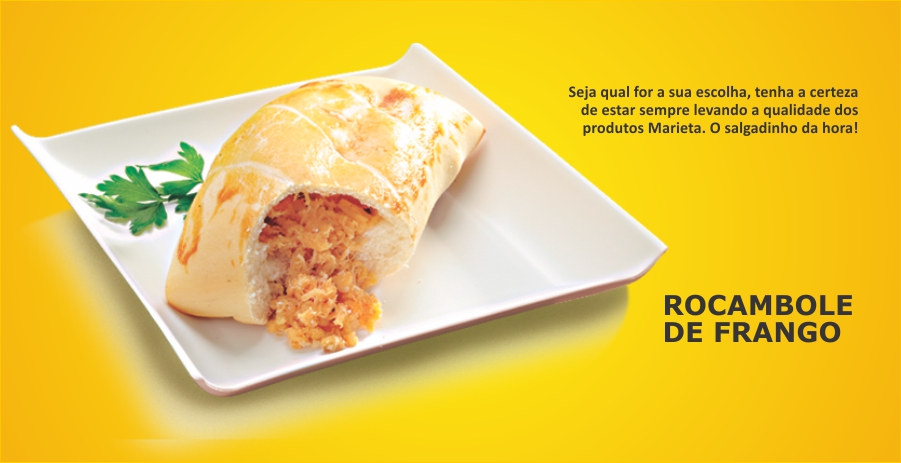 Seja qual for a sua escolha, tenha a certeza
de estar sempre levando a qualidade dos
produtos Marieta. O salgadinho da hora!
ROCAMBOLE
DE FRANGO